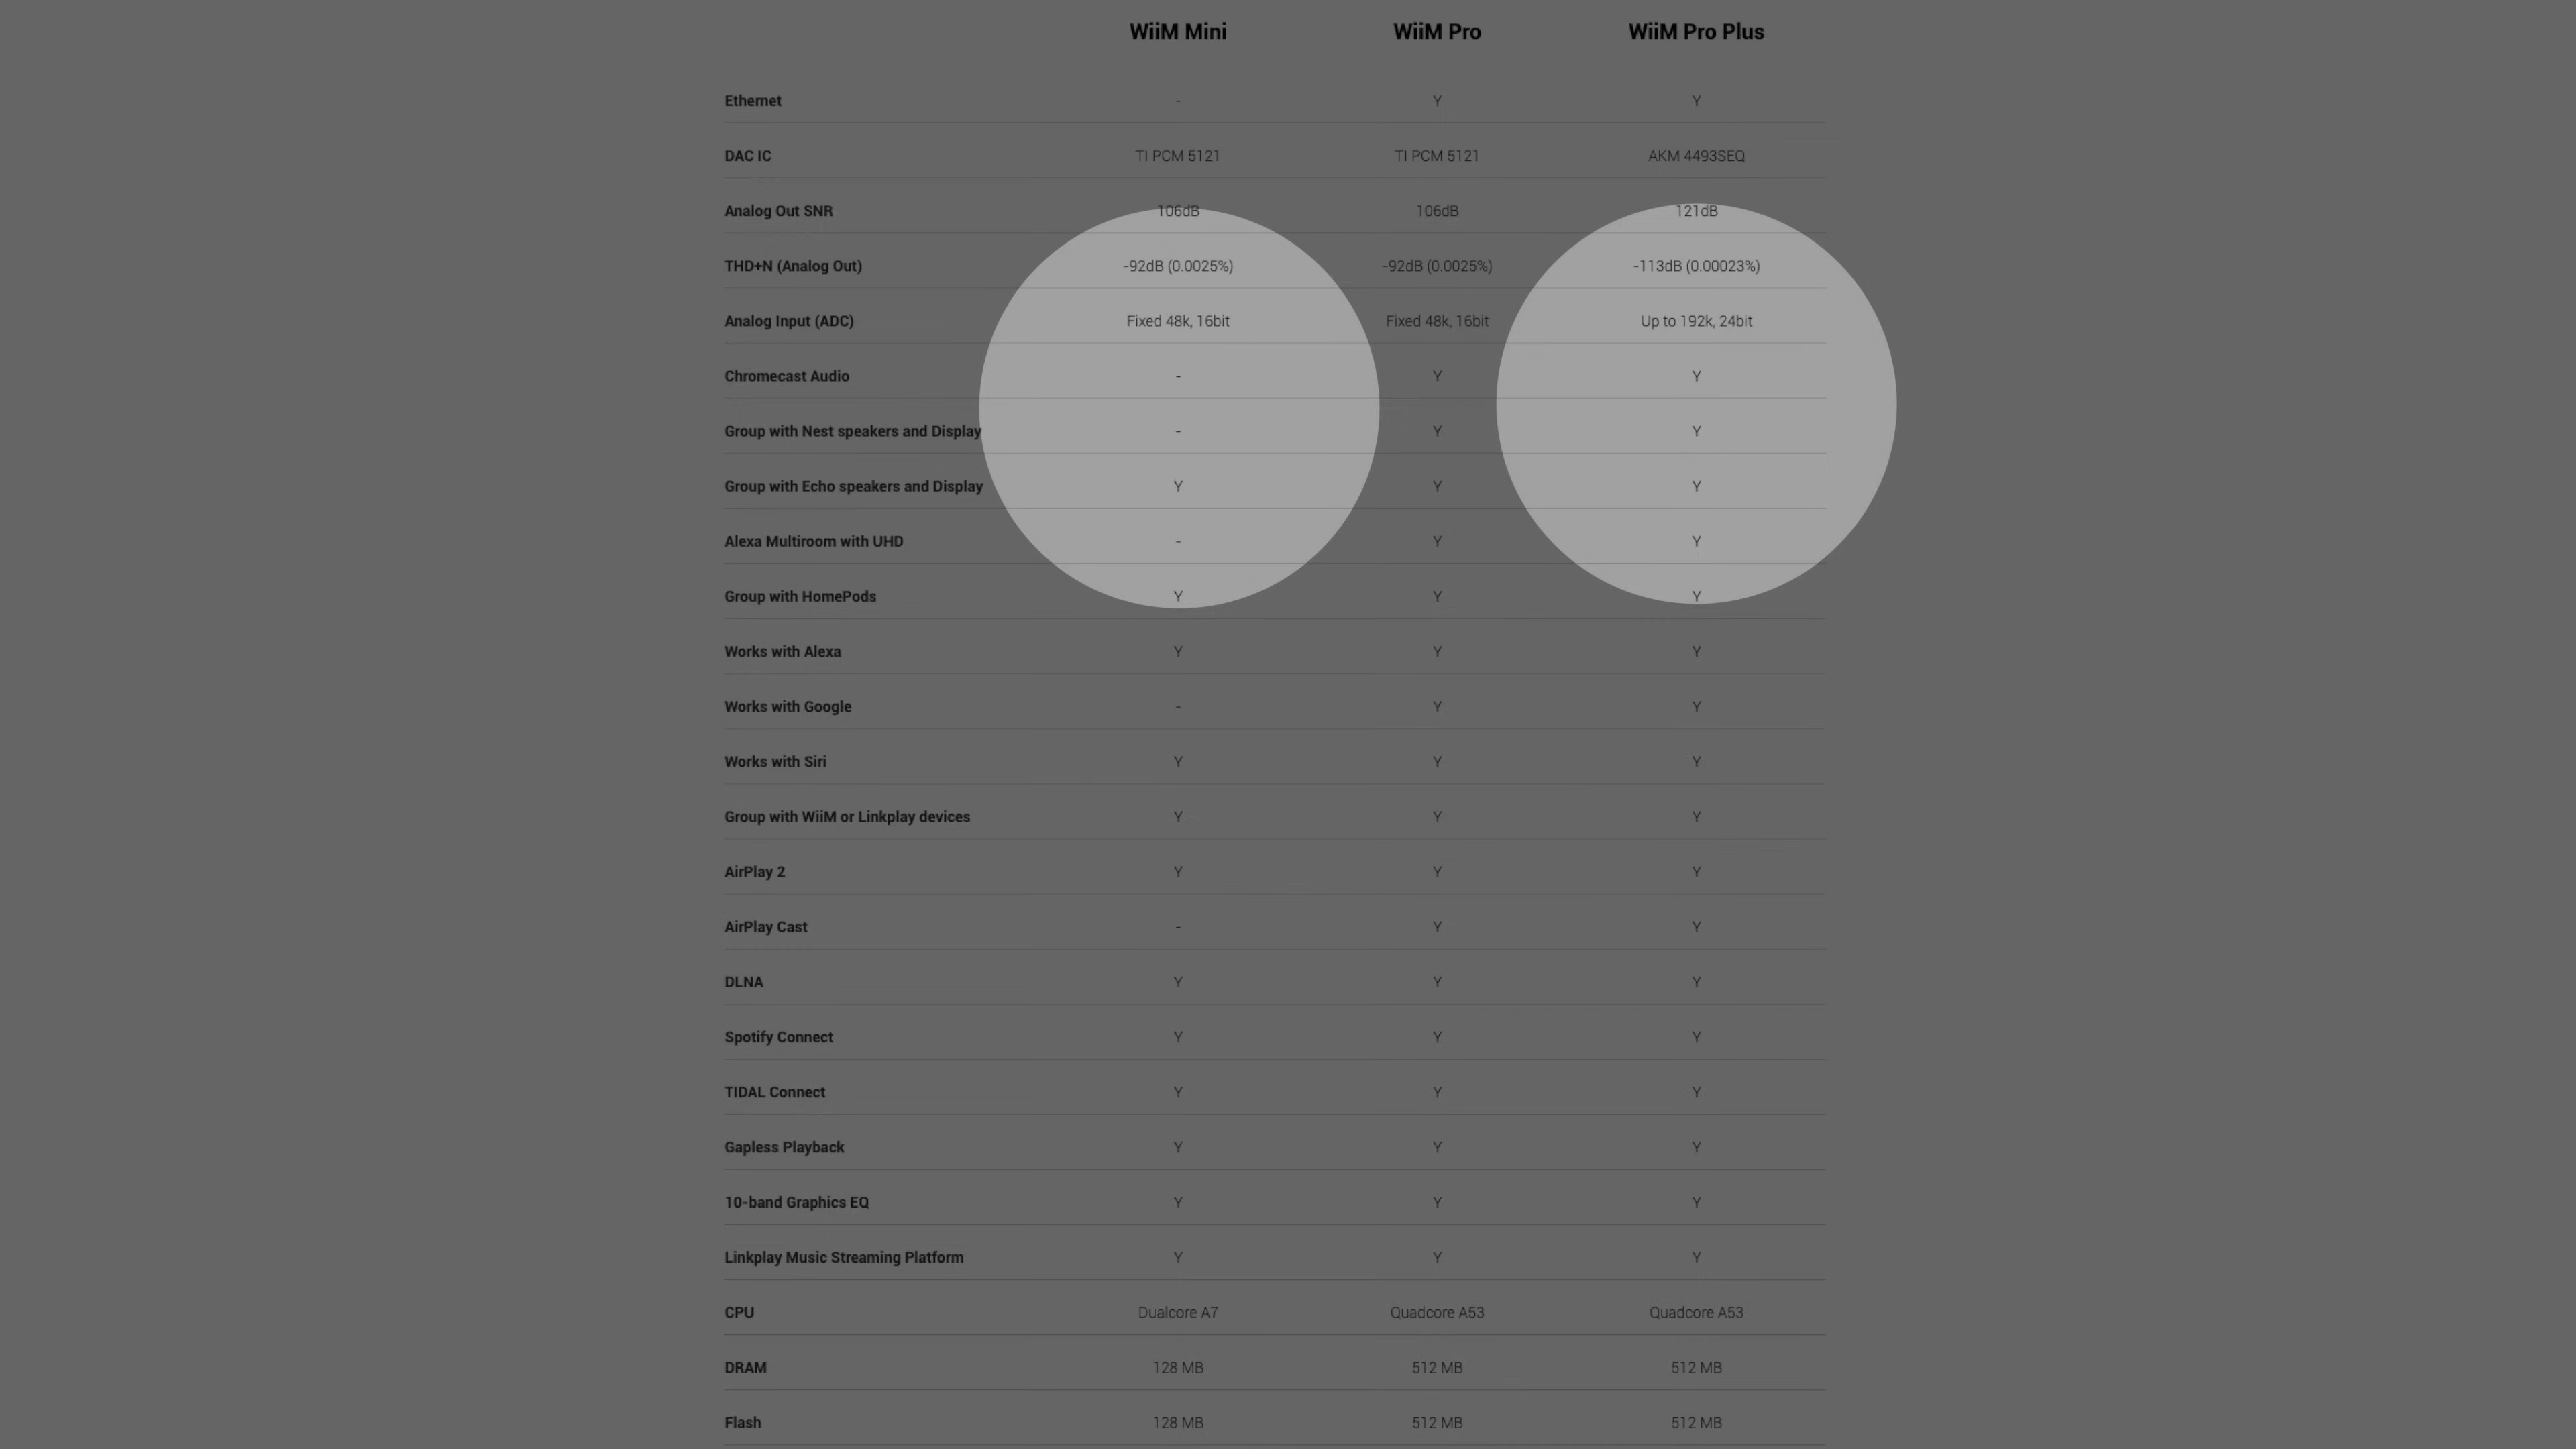 WiiM Mini WiiM Pro WiiM Pro Plus
Ethernet - Y Y
DAC IC TI PCM 5121 TI PCM 5121 AKM 4493SEQ
Analog Out SNR 106dB 106dB 121dB
THD+N (Analog Out) -92dB (0.0025%) -92dB (0.0025%) -113dB (0.00023%)
Analog Input (ADC) Fixed 48k, 16bit Fixed 48k, 16bit Up to 192k, 24bit
Chromecast Audio - Y Y
Group with Nest speakers and Display - Y Y
Group with Echo speakers and Display Y Y Y
Alexa Multiroom with UHD - Y Y
Group with HomePods Y Y Y
Works with Alexa Y Y Y
Works with Google - Y Y
Works with Siri Y Y Y
Group with WiiM or Linkplay devices Y Y Y
AirPlay 2 Y Y Y
AirPlay Cast - Y Y
DLNA Y Y Y
Spotify Connect Y Y Y
TIDAL Connect Y Y Y
Gapless Playback Y Y Y
10-band Graphics EQ Y Y Y
Linkplay Music Streaming Platform Y Y Y
CPU Dualcore A7 Quadcore A53 Quadcore A53
DRAM 128 MB 512 MB 512 MB
Flash 128 MB 512 MB 512 MB